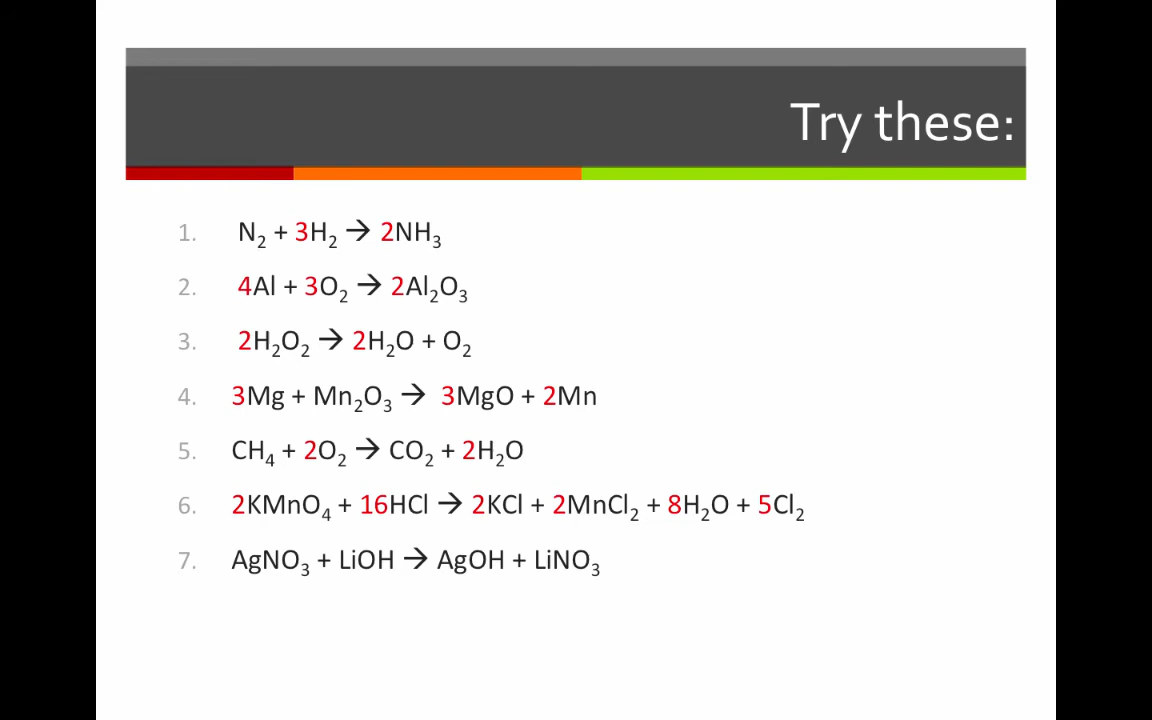 Try these:
1. N₂ + 3H₂ → 2NH₃
2. 4Al + 3O₂ → 2Al₂O₃
3. 2H₂O₂ → 2H₂O + O₂
4. 3Mg + Mn₂O₃ → 3MgO + 2Mn
5. CH₄ + 2O₂ → CO₂ + 2H₂O
6. 2KMnO₄ + 16HCl → 2KCl + 2MnCl₂ + 8H₂O + 5Cl₂
7. AgNO₃ + LiOH → AgOH + LiNO₃